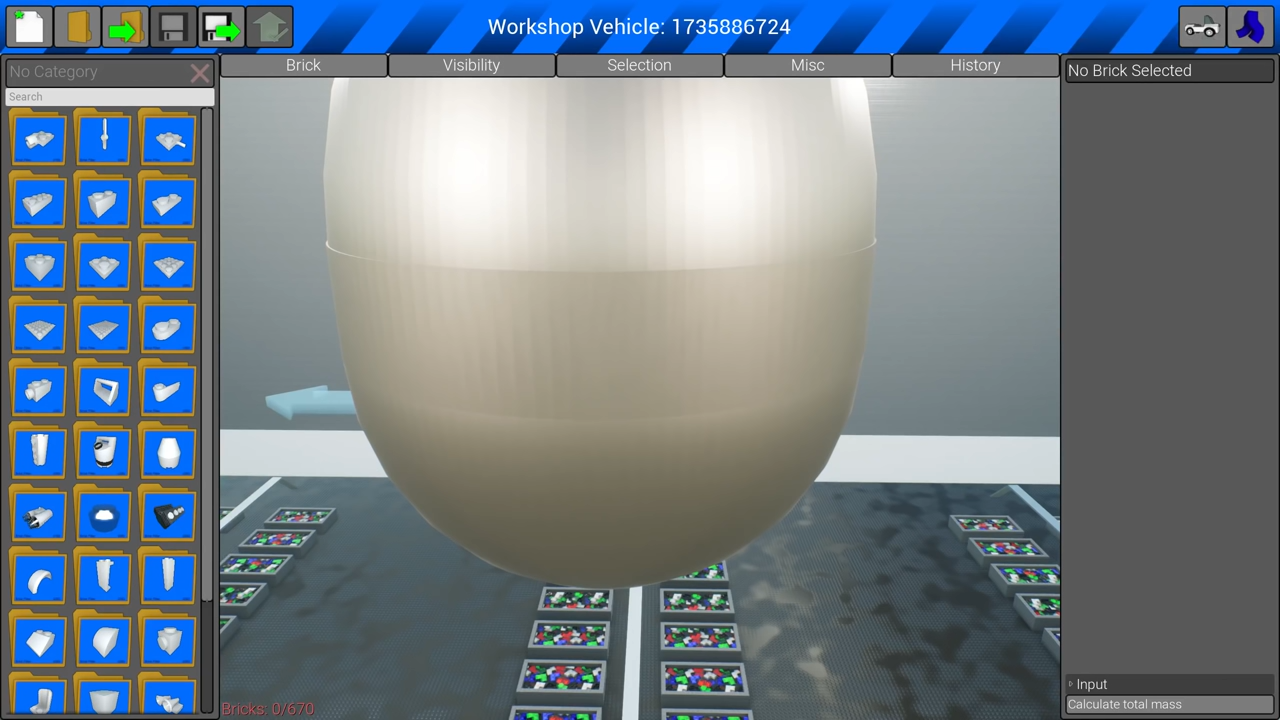 Workshop Vehicle: 1735886724
No Category
Search
Brick
Visibility
Selection
Misc
History
No Brick Selected
Bricks: 0/670
Input
Calculate total mass